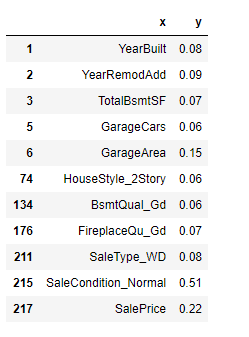 x y
1 YearBuilt 0.08
2 YearRemodAdd 0.09
3 TotalBsmtSF 0.07
5 GarageCars 0.06
6 GarageArea 0.15
74 HouseStyle_2Story 0.06
134 BsmtQual_Gd 0.06
176 FireplaceQu_Gd 0.07
211 SaleType_WD 0.08
215 SaleCondition_Normal 0.51
217 SalePrice 0.22